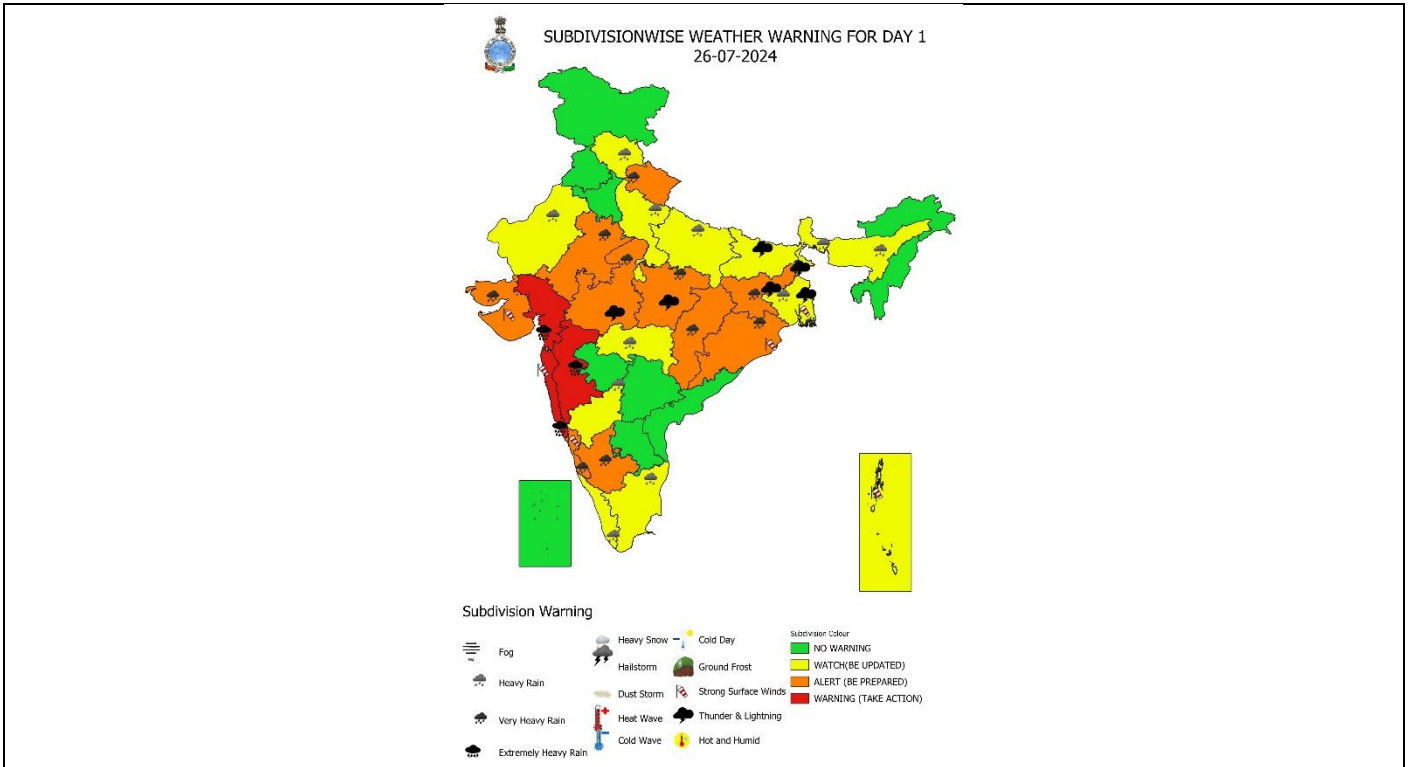 SUBDIVISIONWISE WEATHER WARNING FOR DAY 1
26-07-2024
Subdivision Warning
Fog
Heavy Rain
Very Heavy Rain
Extremely Heavy Rain
Heavy Snow
Hailstorm
Dust Storm
Heat Wave
Cold Wave
Cold Day
Ground Frost
Strong Surface Winds
Thunder & Lightning
Hot and Humid
Subdivision Colour
NO WARNING
WATCH(BE UPDATED)
ALERT (BE PREPARED)
WARNING (TAKE ACTION)